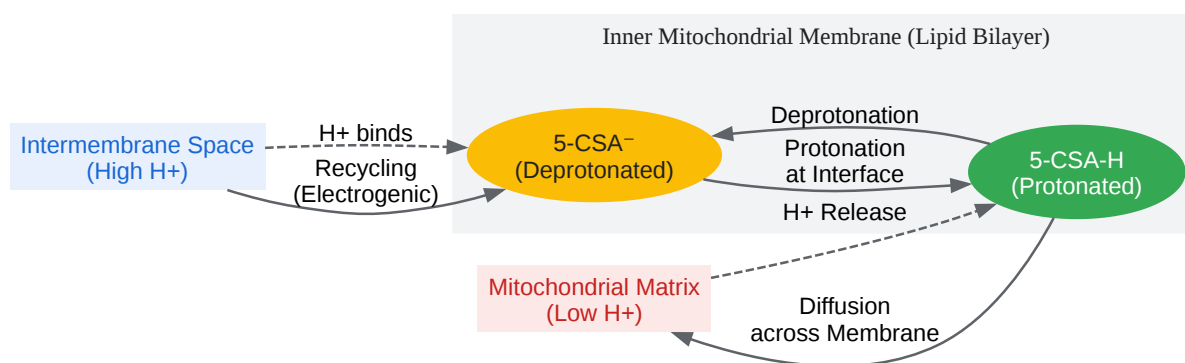 Inner Mitochondrial Membrane (Lipid Bilayer)
Intermembrane Space
(High H+)
H+ binds
Recycling
(Electrogenic)
5-CSA⁻
(Deprotonated)
Deprotonation
Protonation
at Interface
H+ Release
5-CSA-H
(Protonated)
Mitochondrial Matrix
(Low H+)
Diffusion
across Membrane